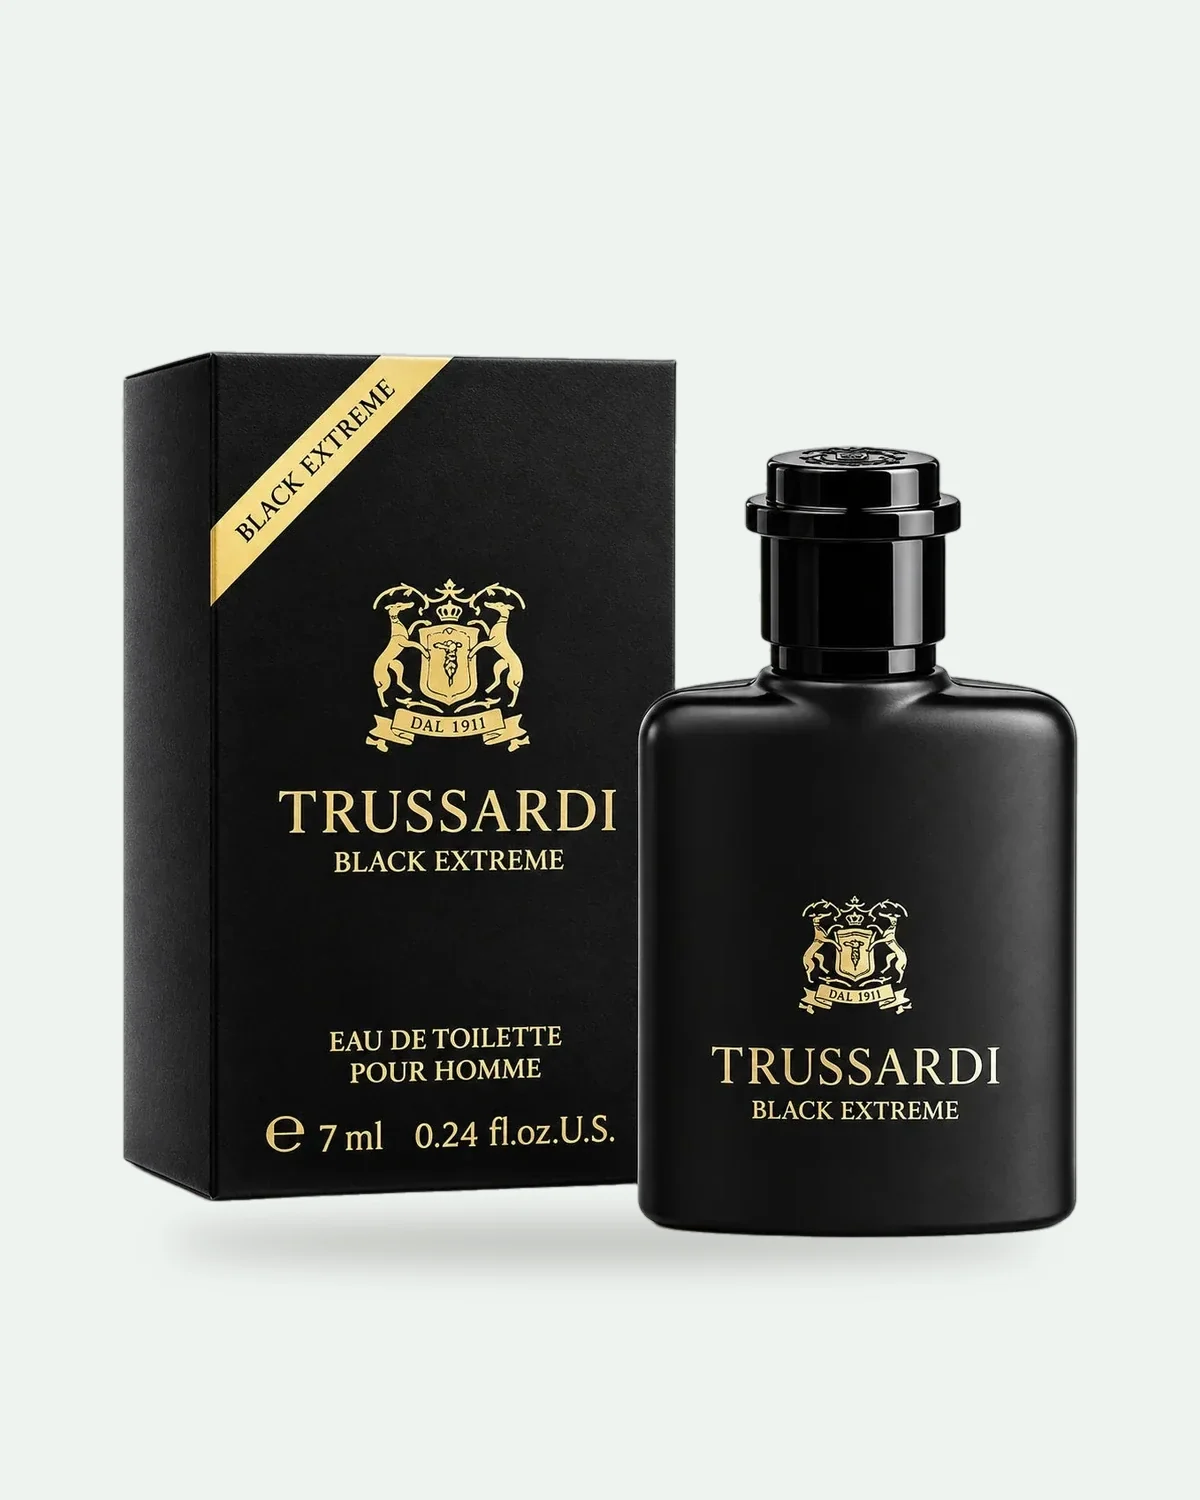 BLACK EXTREME
DAL 1911
TRUSSARDI
BLACK EXTREME
EAU DE TOILETTE
POUR HOMME
℮ 7 ml 0.24 fl.oz.U.S.
DAL 1911
TRUSSARDI
BLACK EXTREME